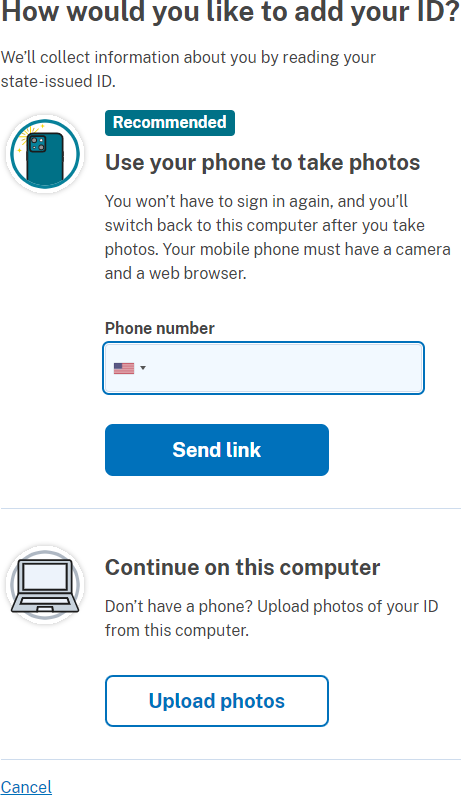 How would you like to add your ID?
We’ll collect information about you by reading your
state-issued ID.
Recommended
Use your phone to take photos
You won’t have to sign in again, and you’ll
switch back to this computer after you take
photos. Your mobile phone must have a camera
and a web browser.
Phone number
Send link
Continue on this computer
Don’t have a phone? Upload photos of your ID
from this computer.
Upload photos
Cancel